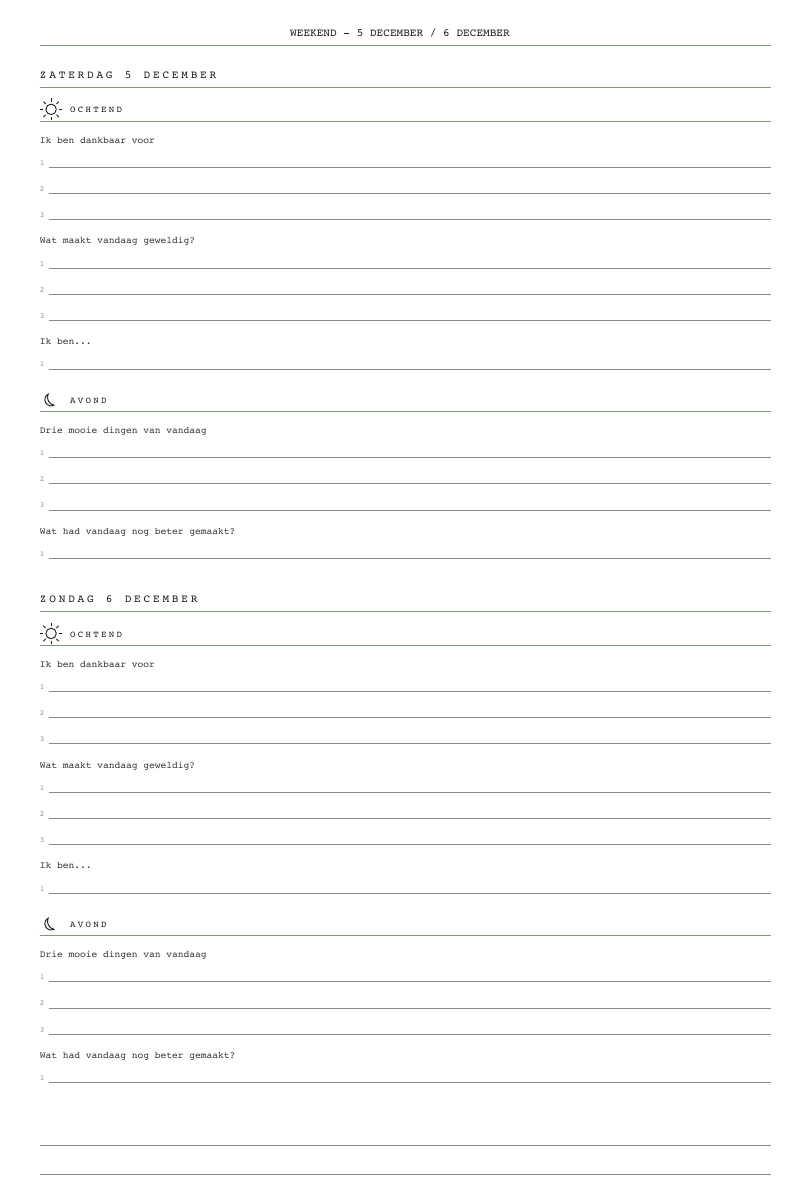 WEEKEND – 5 DECEMBER / 6 DECEMBER
ZATERDAG 5 DECEMBER
OCHTEND
Ik ben dankbaar voor
1
2
3
Wat maakt vandaag geweldig?
1
2
3
Ik ben...
1
AVOND
Drie mooie dingen van vandaag
1
2
3
Wat had vandaag nog beter gemaakt?
1
ZONDAG 6 DECEMBER
OCHTEND
Ik ben dankbaar voor
1
2
3
Wat maakt vandaag geweldig?
1
2
3
Ik ben...
1
AVOND
Drie mooie dingen van vandaag
1
2
3
Wat had vandaag nog beter gemaakt?
1